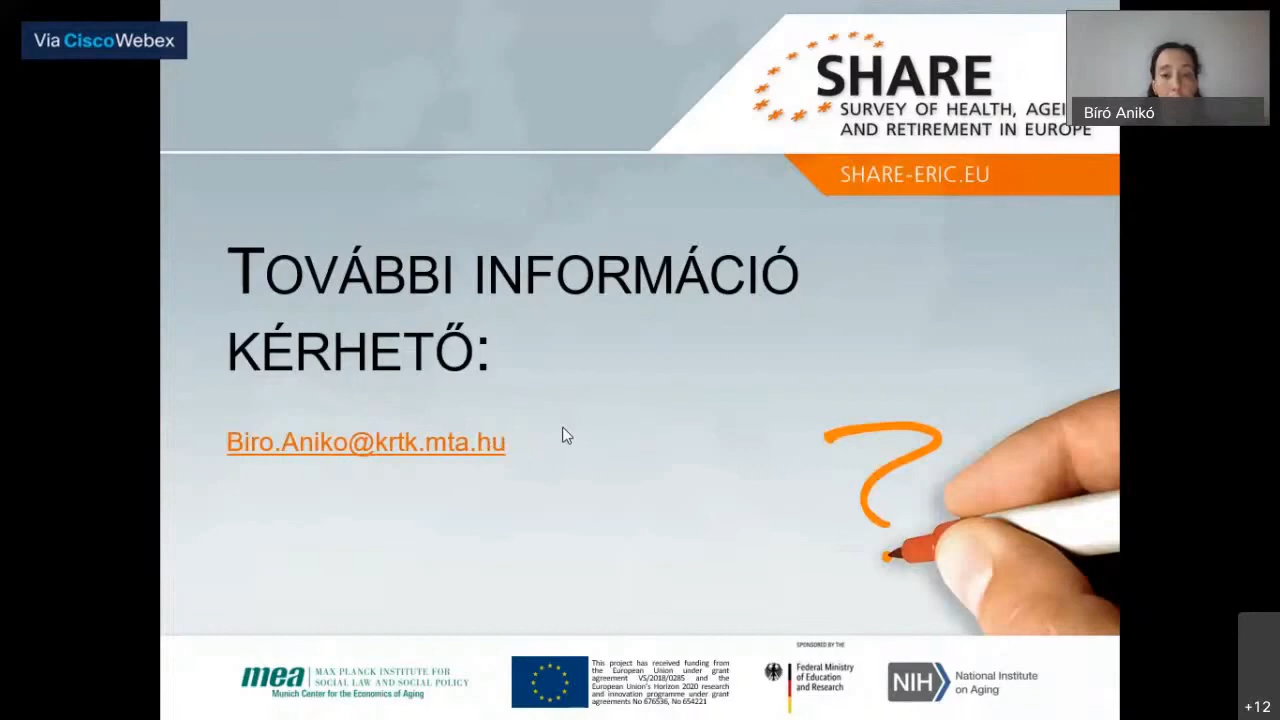 Via CiscoWebex
SHARE
SURVEY OF HEALTH, AGEI
AND RETIREMENT IN EUROPE
Bíró Anikó
SHARE-ERIC.EU
TOVÁBBI INFORMÁCIÓ
KÉRHETŐ:
Biro.Aniko@krtk.mta.hu
mea
MAX PLANCK INSTITUTE FOR
SOCIAL LAW AND SOCIAL POLICY
Munich Center for the Economics of Aging
This project has received funding from
the European Union under grant
agreement VS/2018/0285 and the
European Union's Horizon 2020 research
and innovation programme under grant
agreements No 676536, No 654221
SPONSORED BY THE
Federal Ministry
of Education
and Research
NIH
National Institute
on Aging
+12